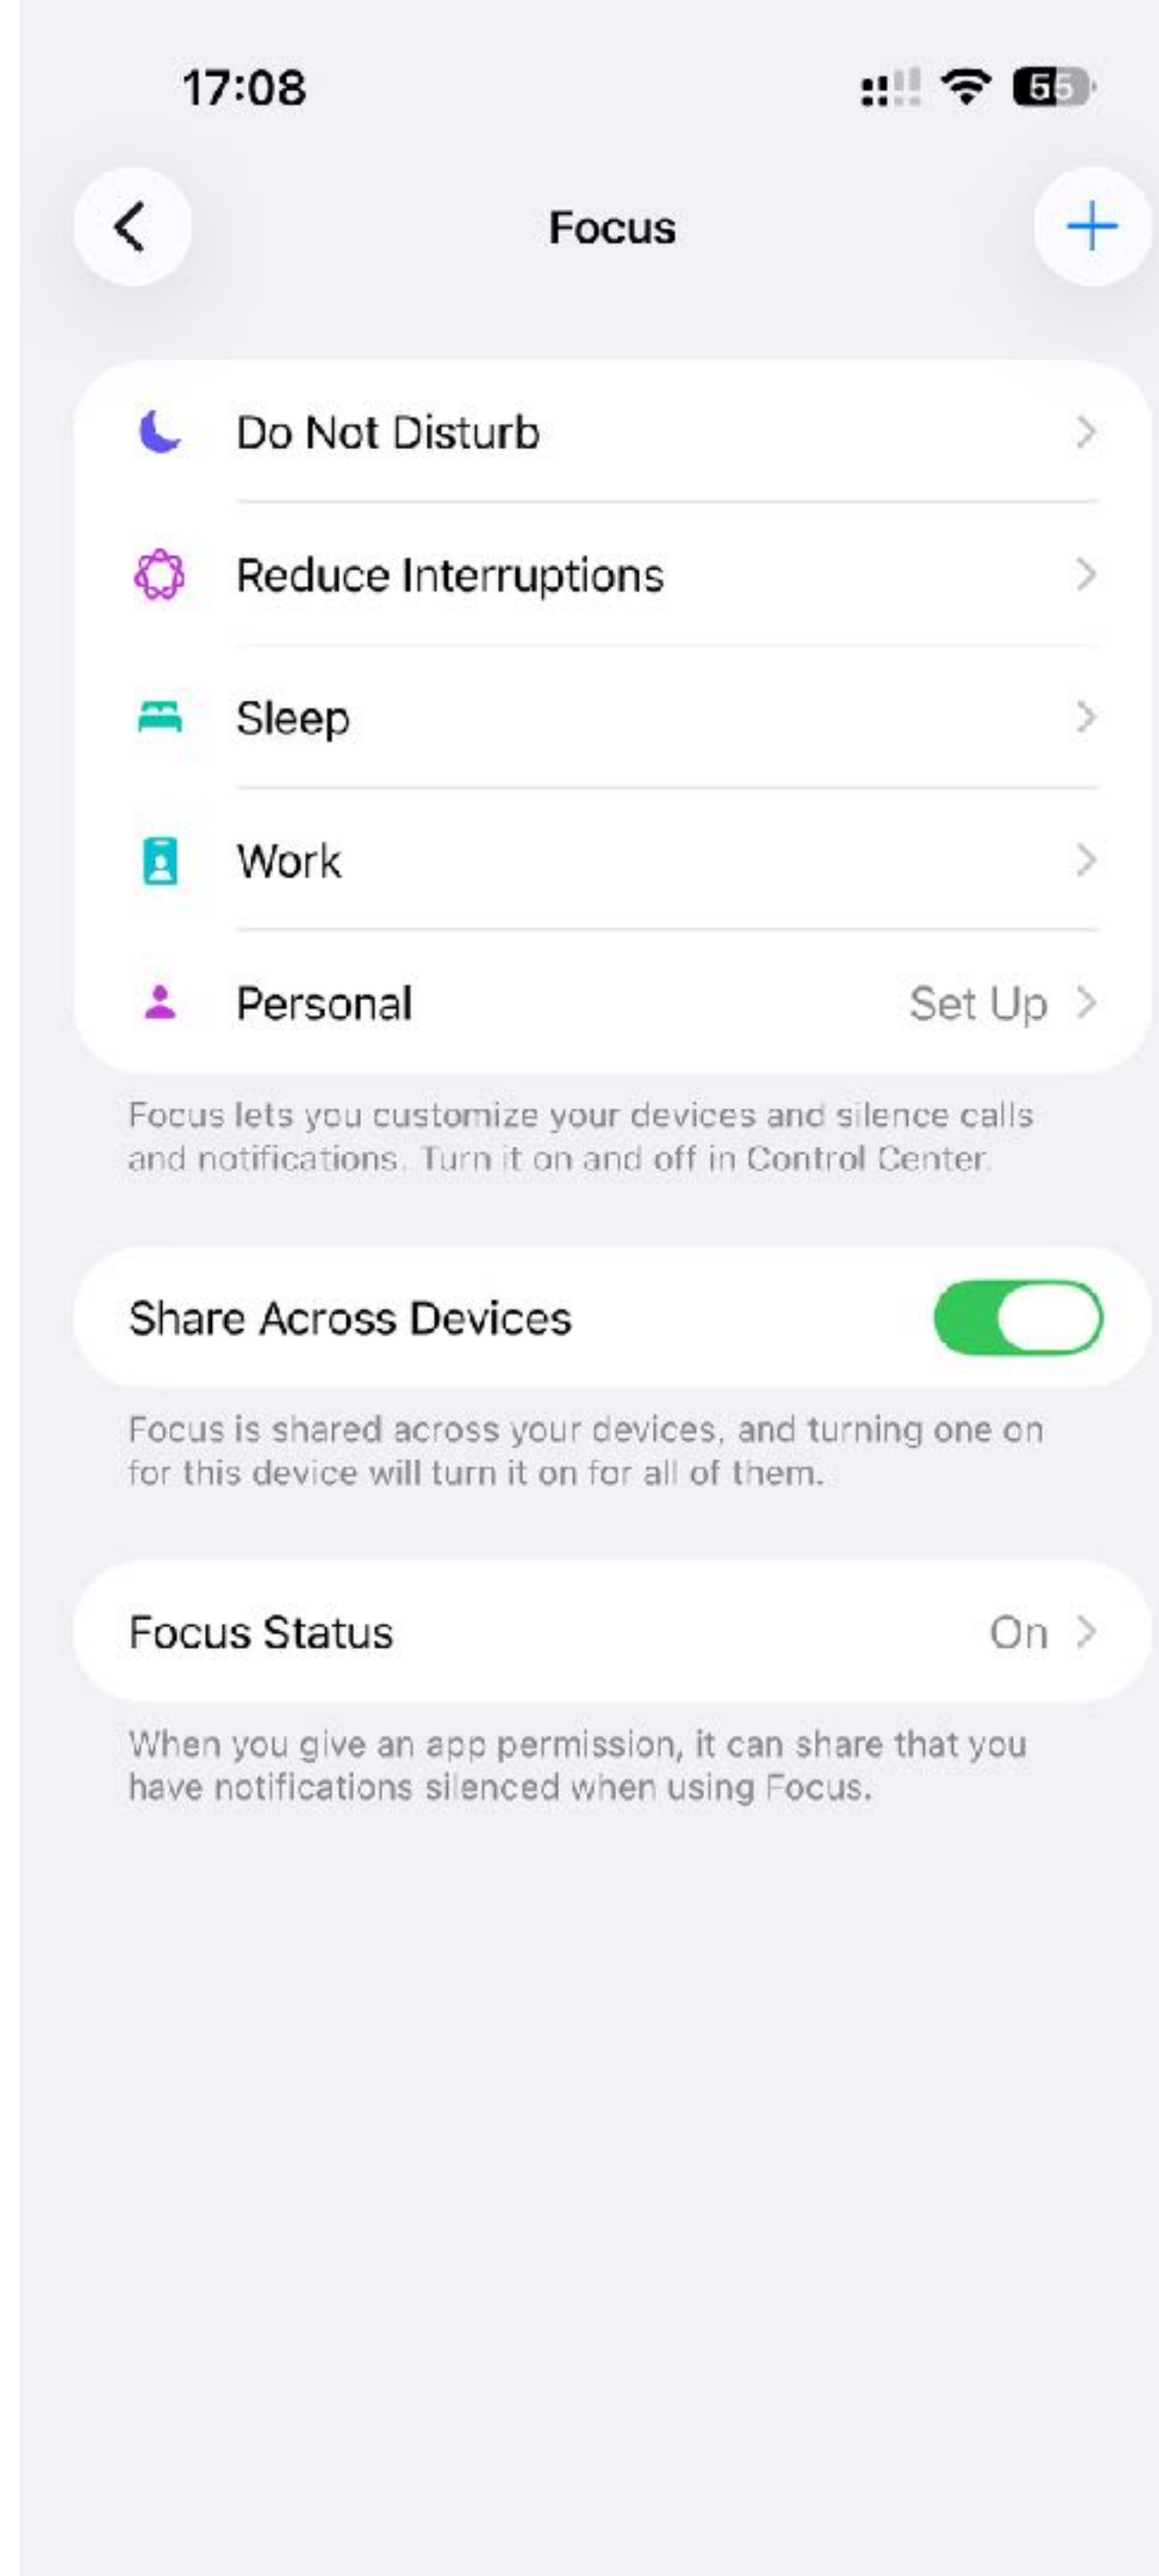 17:08
55
Focus
Do Not Disturb
Reduce Interruptions
Sleep
Work
Personal
Set Up
Focus lets you customize your devices and silence calls
and notifications. Turn it on and off in Control Center.
Share Across Devices
Focus is shared across your devices, and turning one on
for this device will turn it on for all of them.
Focus Status
On
When you give an app permission, it can share that you
have notifications silenced when using Focus.